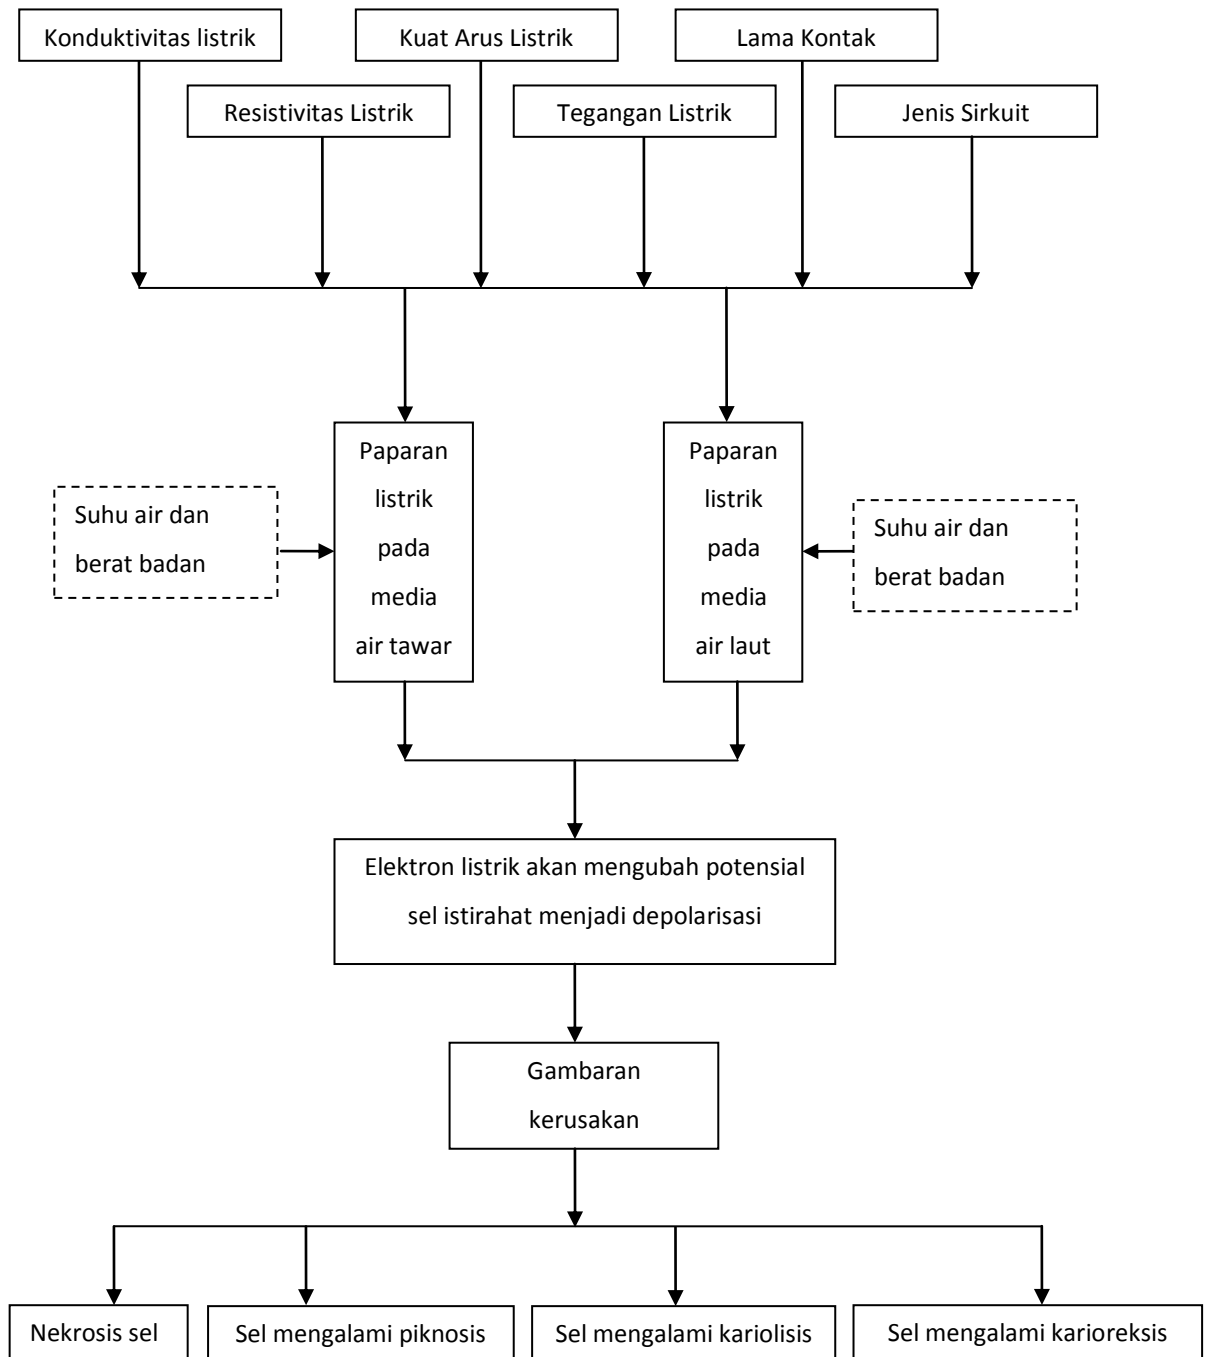 Konduktivitas listrik
Kuat Arus Listrik
Lama Kontak
Resistivitas Listrik
Tegangan Listrik
Jenis Sirkuit
Paparan
listrik
pada
media
air tawar
Paparan
listrik
pada
media
air laut
Suhu air dan
berat badan
Suhu air dan
berat badan
Elektron listrik akan mengubah potensial
sel istirahat menjadi depolarisasi
Gambaran
kerusakan
Nekrosis sel
Sel mengalami piknosis
Sel mengalami kariolisis
Sel mengalami karioreksis